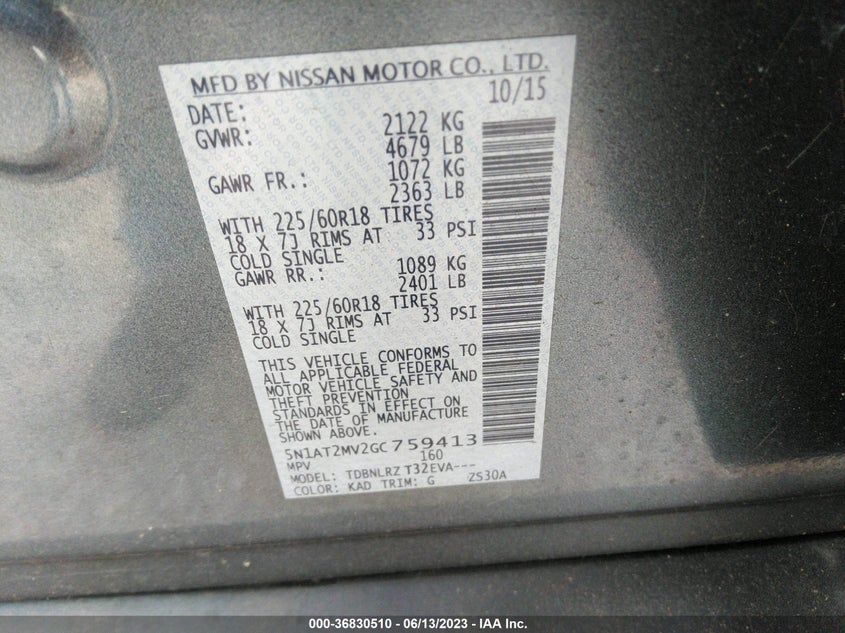 MFD BY NISSAN MOTOR CO., LTD.
DATE: 10/15
GVWR: 2122 KG
4679 LB
GAWR FR.: 1072 KG
2363 LB
WITH 225/60R18 TIRES
18 X 7J RIMS AT 33 PSI
COLD SINGLE
GAWR RR.: 1089 KG
2401 LB
WITH 225/60R18 TIRES
18 X 7J RIMS AT 33 PSI
COLD SINGLE
THIS VEHICLE CONFORMS TO
ALL APPLICABLE FEDERAL
MOTOR VEHICLE SAFETY AND
THEFT PREVENTION
STANDARDS IN EFFECT ON
THE DATE OF MANUFACTURE
SHOWN ABOVE.
5N1AT2MV2GC759413
MPV 160
MODEL: TDBNLRZ T32EVA---
COLOR: KAD TRIM: G ZS30A
000-36830510 - 06/13/2023 - IAA Inc.